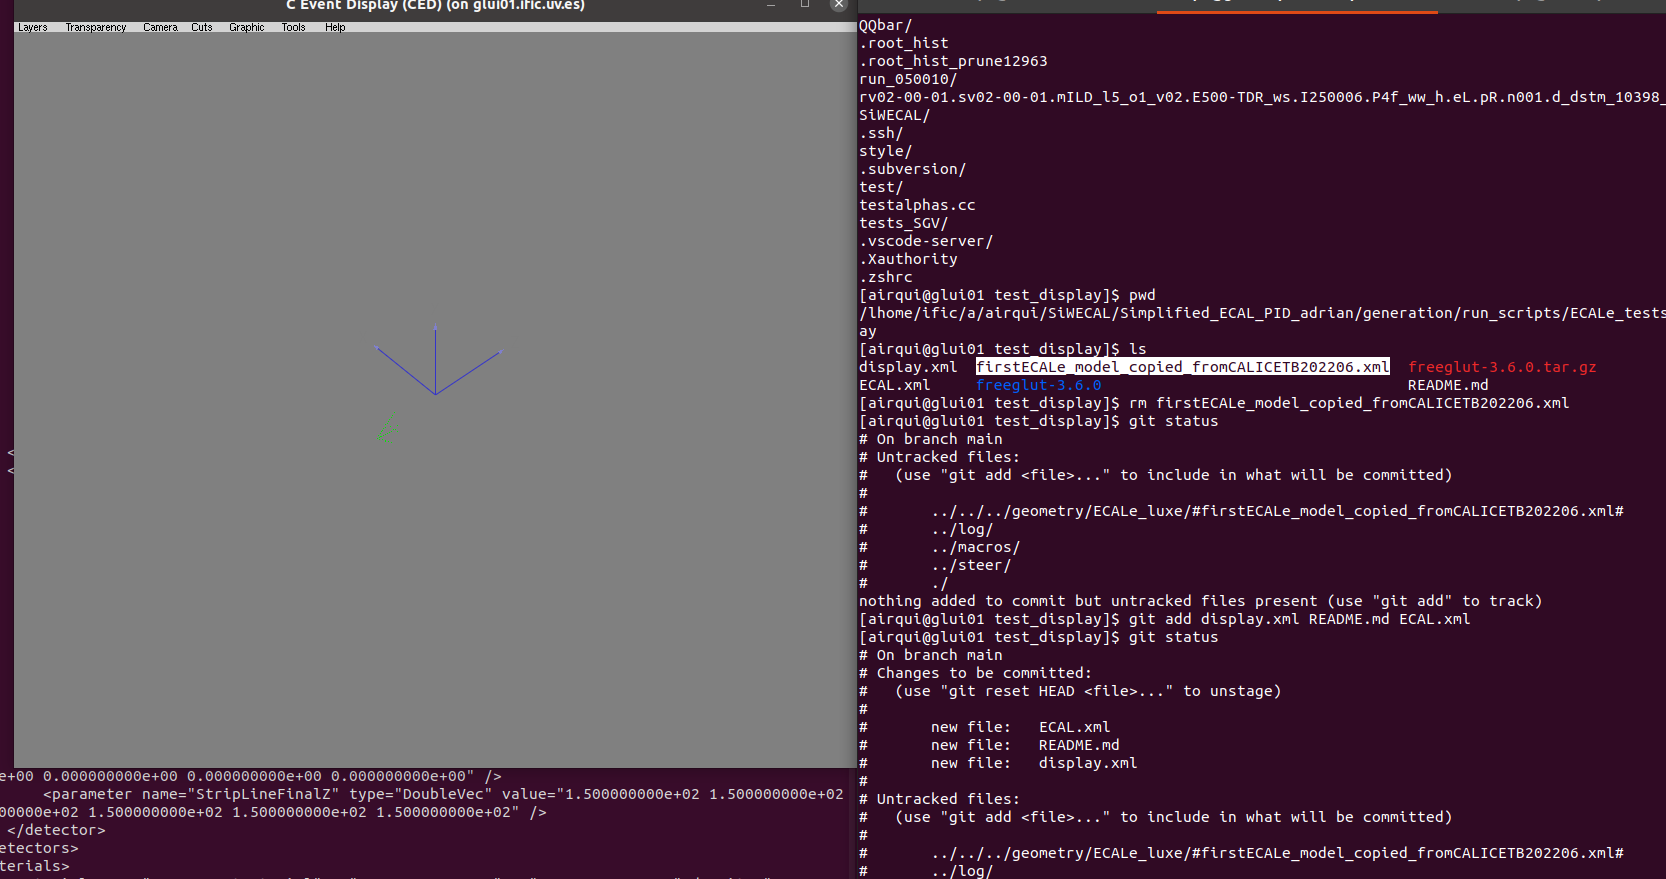 C Event Display (CED) (on glui01.ific.uv.es)
Layers Transparency Camera Cuts Graphic Tools Help
<
<
e+00 0.000000000e+00 0.000000000e+00 0.000000000e+00" />
<parameter name="StripLineFinalZ" type="DoubleVec" value="1.500000000e+02 1.500000000e+02
00000e+02 1.500000000e+02 1.500000000e+02 1.500000000e+02" />
</detector>
etectors>
terials>
QQbar/
.root_hist
.root_hist_prune12963
run_050010/
rv02-00-01.sv02-00-01.mILD_l5_o1_v02.E500-TDR_ws.I250006.P4f_ww_h.eL.pR.n001.d_dstm_10398_
SiWECAL/
.ssh/
style/
.subversion/
test/
testalphas.cc
tests_SGV/
.vscode-server/
.Xauthority
.zshrc
[airqui@glui01 test_display]$ pwd
/lhome/ific/a/airqui/SiWECAL/Simplified_ECAL_PID_adrian/generation/run_scripts/ECALe_tests
ay
[airqui@glui01 test_display]$ ls
display.xml firstECALe_model_copied_fromCALICETB202206.xml freeglut-3.6.0.tar.gz
ECAL.xml freeglut-3.6.0 README.md
[airqui@glui01 test_display]$ rm firstECALe_model_copied_fromCALICETB202206.xml
[airqui@glui01 test_display]$ git status
# On branch main
# Untracked files:
#   (use "git add <file>..." to include in what will be committed)
#
#       ../../../geometry/ECALe_luxe/#firstECALe_model_copied_fromCALICETB202206.xml#
#       ../log/
#       ../macros/
#       ../steer/
#       ./
nothing added to commit but untracked files present (use "git add" to track)
[airqui@glui01 test_display]$ git add display.xml README.md ECAL.xml
[airqui@glui01 test_display]$ git status
# On branch main
# Changes to be committed:
#   (use "git reset HEAD <file>..." to unstage)
#
#       new file:   ECAL.xml
#       new file:   README.md
#       new file:   display.xml
#
# Untracked files:
#   (use "git add <file>..." to include in what will be committed)
#
#       ../../../geometry/ECALe_luxe/#firstECALe_model_copied_fromCALICETB202206.xml#
#       ../log/